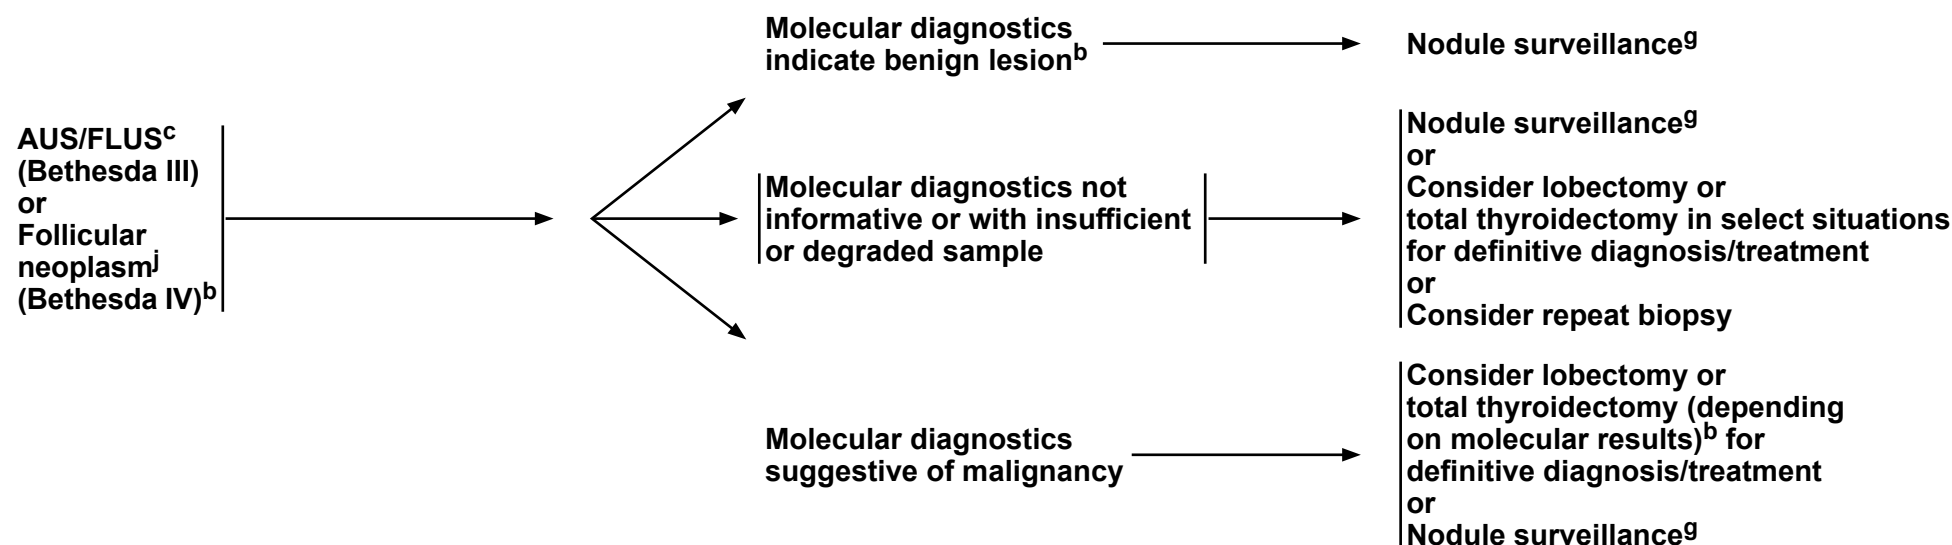 AUS/FLUSc
(Bethesda III)
or
Follicular
neoplasmj
(Bethesda IV)b
Molecular diagnostics
indicate benign lesionb
Nodule surveillanceg
Molecular diagnostics not
informative or with insufficient
or degraded sample
Nodule surveillanceg
or
Consider lobectomy or
total thyroidectomy in select situations
for definitive diagnosis/treatment
or
Consider repeat biopsy
Molecular diagnostics
suggestive of malignancy
Consider lobectomy or
total thyroidectomy (depending
on molecular results)b for
definitive diagnosis/treatment
or
Nodule surveillanceg